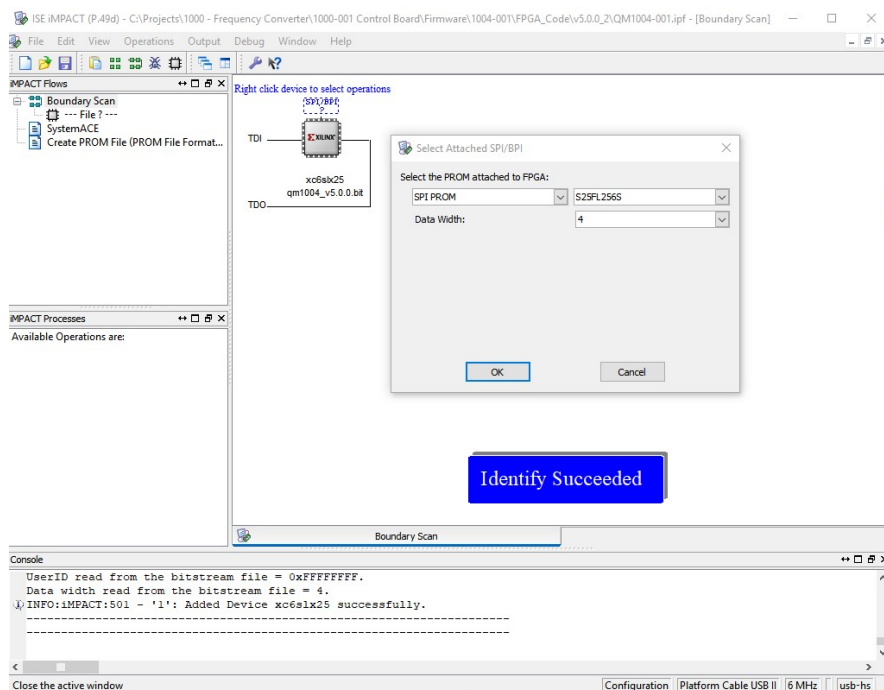 ISE iMPACT (P.49d) - C:\Projects\1000 - Frequency Converter\1000-001 Control Board\Firmware\1004-001\FPGA_Code\v5.0.0_2\QM1004-001.ipf - [Boundary Scan]
File Edit View Operations Output Debug Window Help
iMPACT Flows
Boundary Scan
--- File ? ---
SystemACE
Create PROM File (PROM File Format...
Right click device to select operations
SPI/BPI
?
TDI
XILINX
xc6slx25
qm1004_v5.0.0.bit
TDO
Select Attached SPI/BPI
Select the PROM attached to FPGA:
SPI PROM S25FL256S
Data Width: 4
OK Cancel
iMPACT Processes
Available Operations are:
Identify Succeeded
Boundary Scan
Console
UserID read from the bitstream file = 0xFFFFFFFF.
Data width read from the bitstream file = 4.
INFO:iMPACT:501 - '1': Added Device xc6slx25 successfully.
----------------------------------------------------------------------
----------------------------------------------------------------------
Close the active window Configuration Platform Cable USB II 6 MHz usb-hs